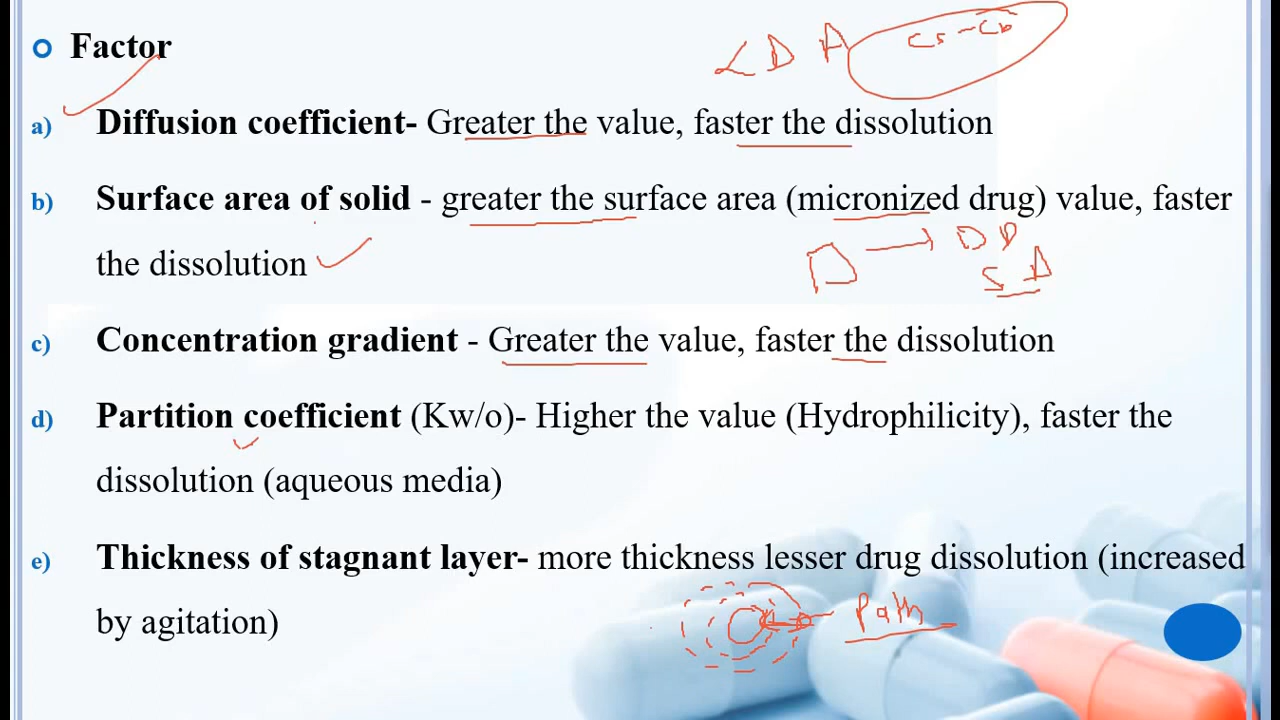 Factor
∠ D A Cs - Cb
a) Diffusion coefficient- Greater the value, faster the dissolution
b) Surface area of solid - greater the surface area (micronized drug) value, faster
the dissolution
S A
c) Concentration gradient - Greater the value, faster the dissolution
d) Partition coefficient (Kw/o)- Higher the value (Hydrophilicity), faster the
dissolution (aqueous media)
e) Thickness of stagnant layer- more thickness lesser drug dissolution (increased
by agitation)
Path